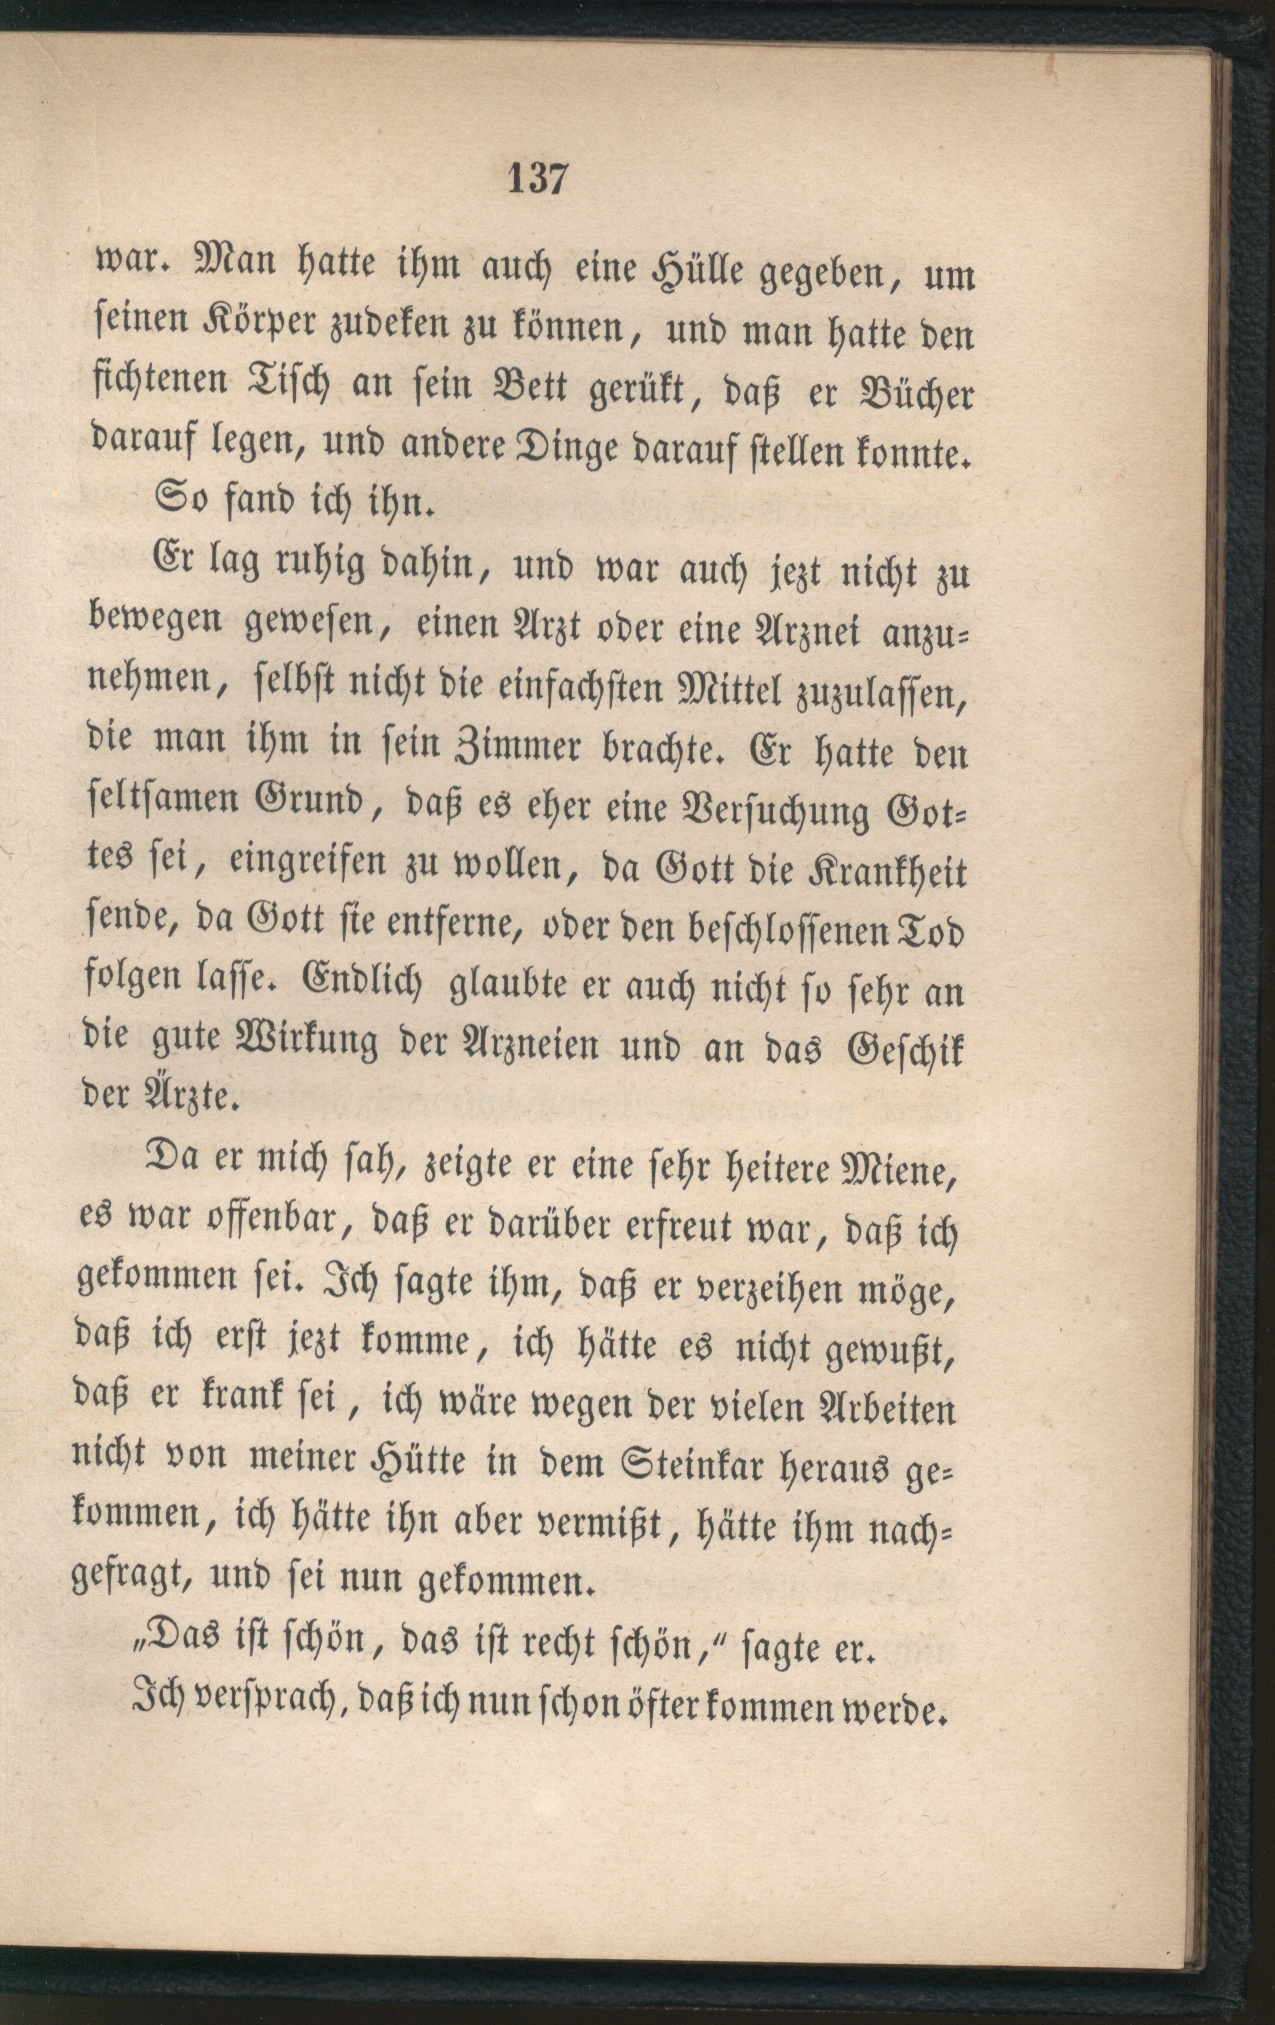 137
war. Man hatte ihm auch eine Hülle gegeben, um
seinen Körper zudeken zu können, und man hatte den
fichtenen Tisch an sein Bett gerükt, daß er Bücher
darauf legen, und andere Dinge darauf stellen konnte.
So fand ich ihn.
Er lag ruhig dahin, und war auch jezt nicht zu
bewegen gewesen, einen Arzt oder eine Arznei anzu-
nehmen, selbst nicht die einfachsten Mittel zuzulassen,
die man ihm in sein Zimmer brachte. Er hatte den
seltsamen Grund, daß es eher eine Versuchung Got-
tes sei, eingreifen zu wollen, da Gott die Krankheit
sende, da Gott sie entferne, oder den beschlossenen Tod
folgen lasse. Endlich glaubte er auch nicht so sehr an
die gute Wirkung der Arzneien und an das Geschik
der Ärzte.
Da er mich sah, zeigte er eine sehr heitere Miene,
es war offenbar, daß er darüber erfreut war, daß ich
gekommen sei. Ich sagte ihm, daß er verzeihen möge,
daß ich erst jezt komme, ich hätte es nicht gewußt,
daß er krank sei, ich wäre wegen der vielen Arbeiten
nicht von meiner Hütte in dem Steinkar heraus ge-
kommen, ich hätte ihn aber vermißt, hätte ihm nach-
gefragt, und sei nun gekommen.
„Das ist schön, das ist recht schön,“ sagte er.
Ich versprach, daß ich nun schon öfter kommen werde.